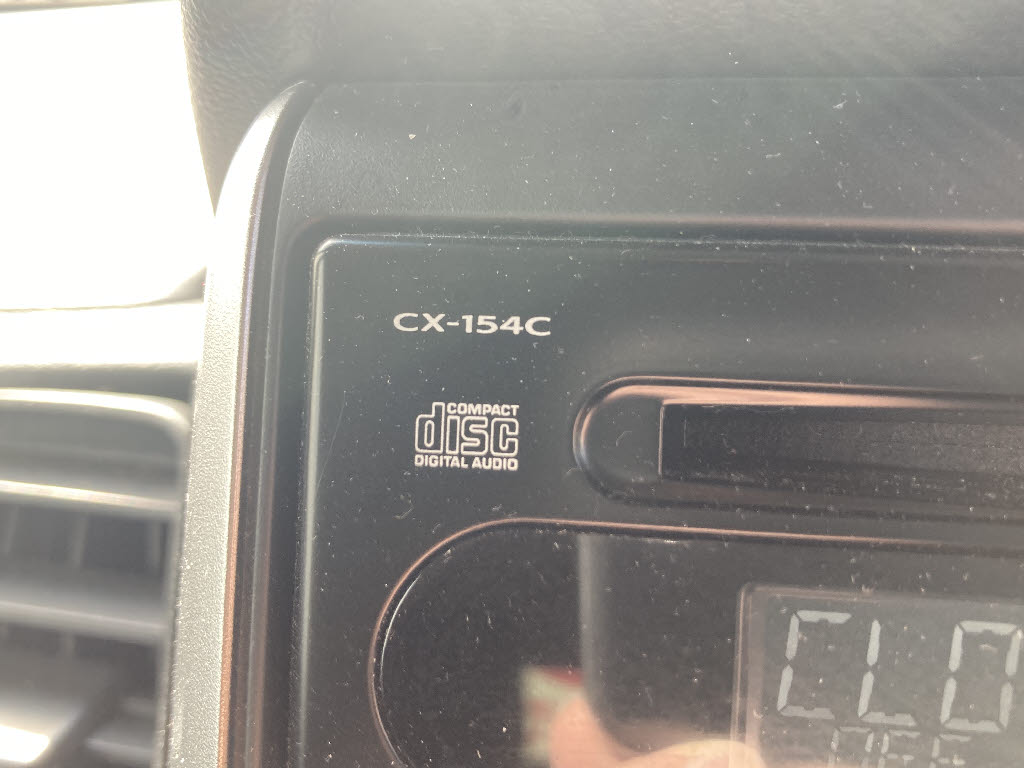 CX-154C
COMPACT
disc
DIGITAL AUDIO